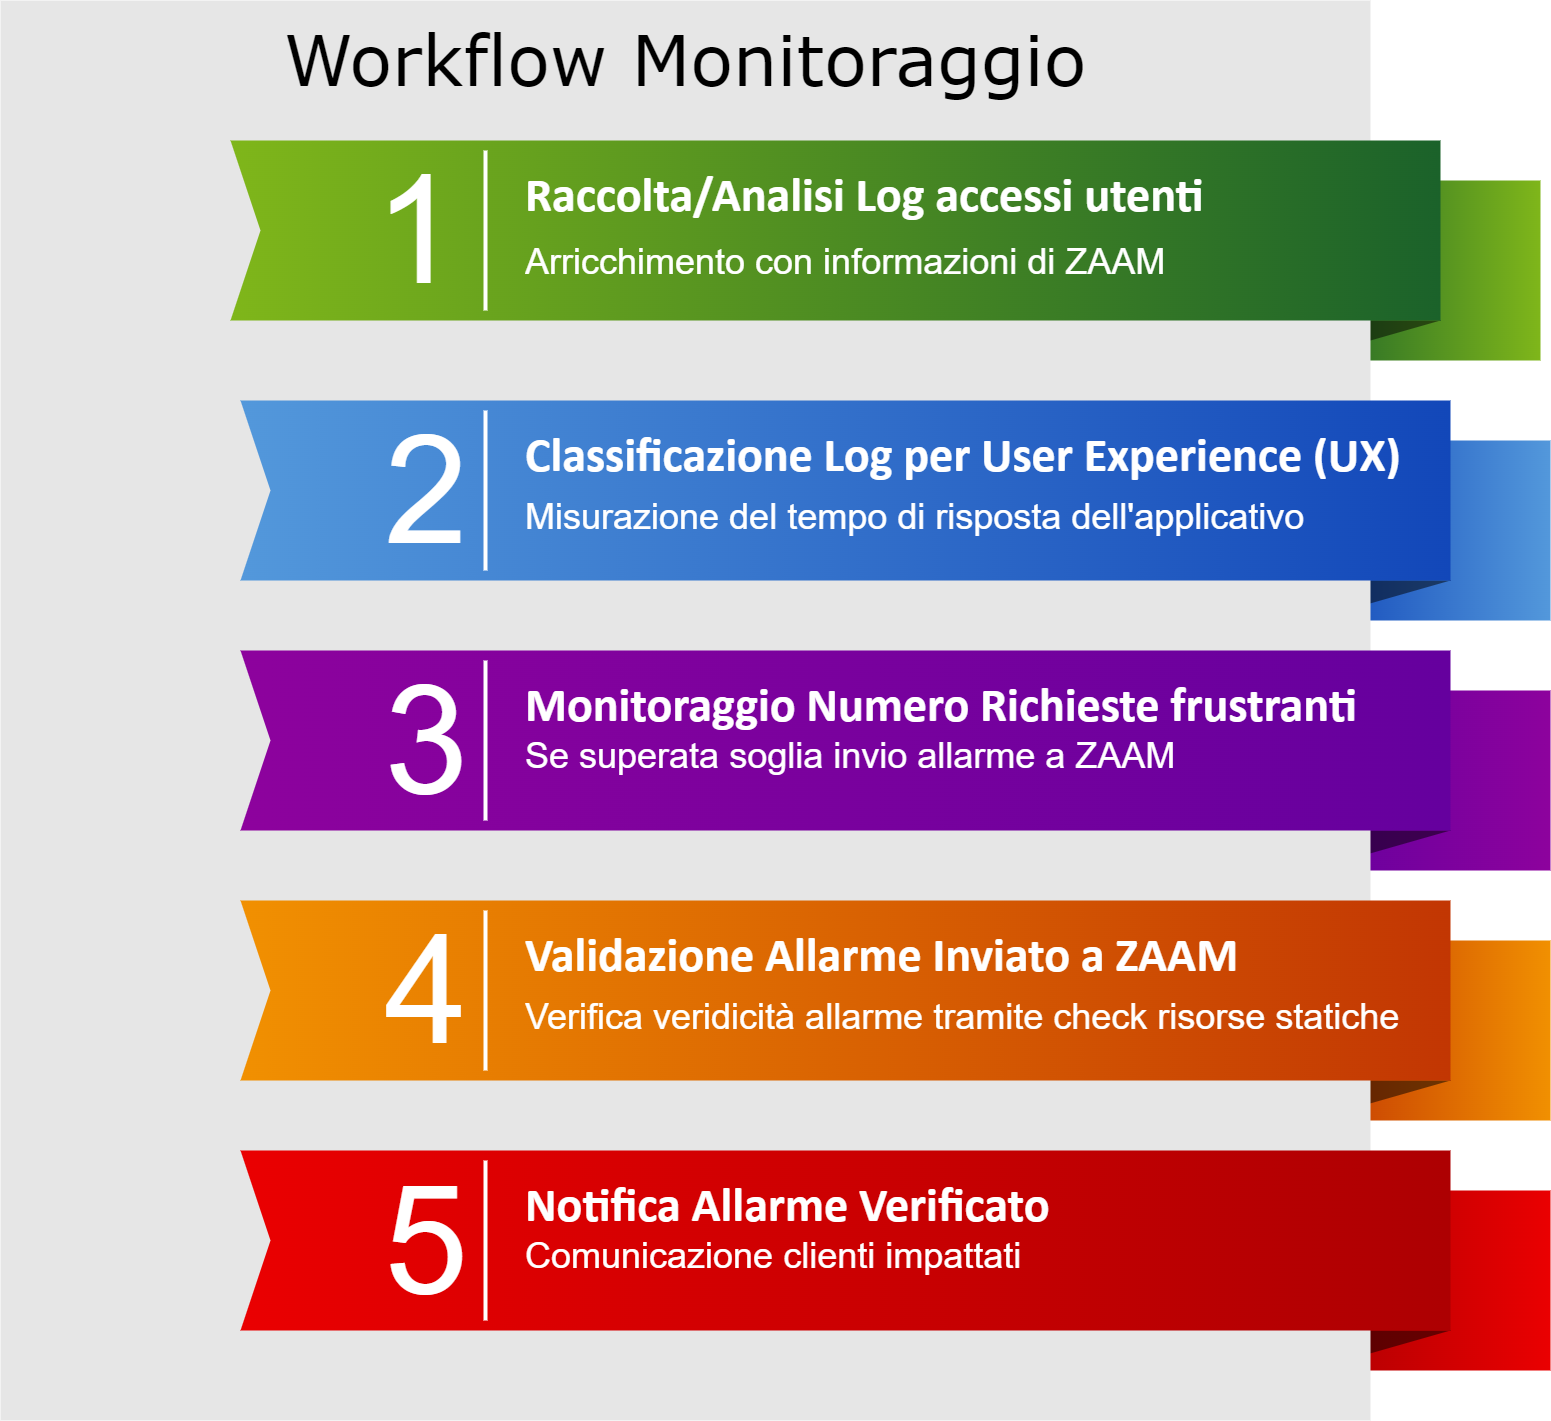 Workflow Monitoraggio
1
Raccolta/Analisi Log accessi utenti
Arricchimento con informazioni di ZAAM
2
Classificazione Log per User Experience (UX)
Misurazione del tempo di risposta dell'applicativo
3
Monitoraggio Numero Richieste frustranti
Se superata soglia invio allarme a ZAAM
4
Validazione Allarme Inviato a ZAAM
Verifica veridicità allarme tramite check risorse statiche
5
Notifica Allarme Verificato
Comunicazione clienti impattati